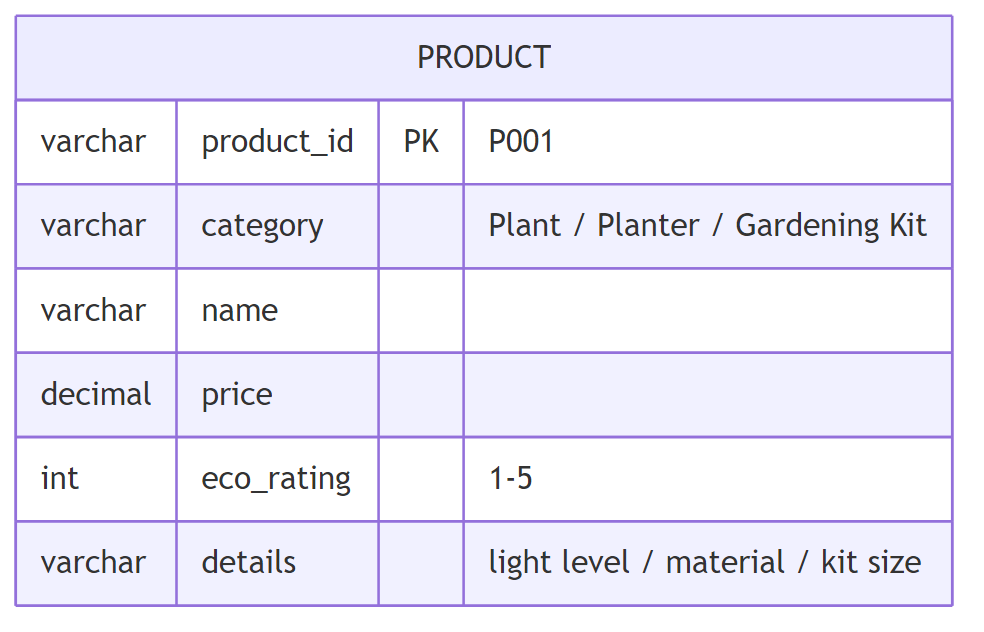 PRODUCT
varchar product_id PK P001
varchar category Plant / Planter / Gardening Kit
varchar name
decimal price
int eco_rating 1-5
varchar details light level / material / kit size